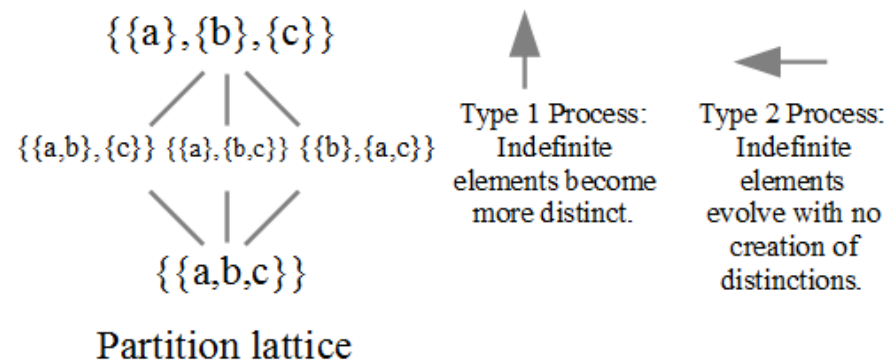 {{a},{b},{c}}
{{a,b},{c}} {{a},{b,c}} {{b},{a,c}}
{{a,b,c}}
Partition lattice
Type 1 Process:
Indefinite
elements become
more distinct.
Type 2 Process:
Indefinite
elements
evolve with no
creation of
distinctions.